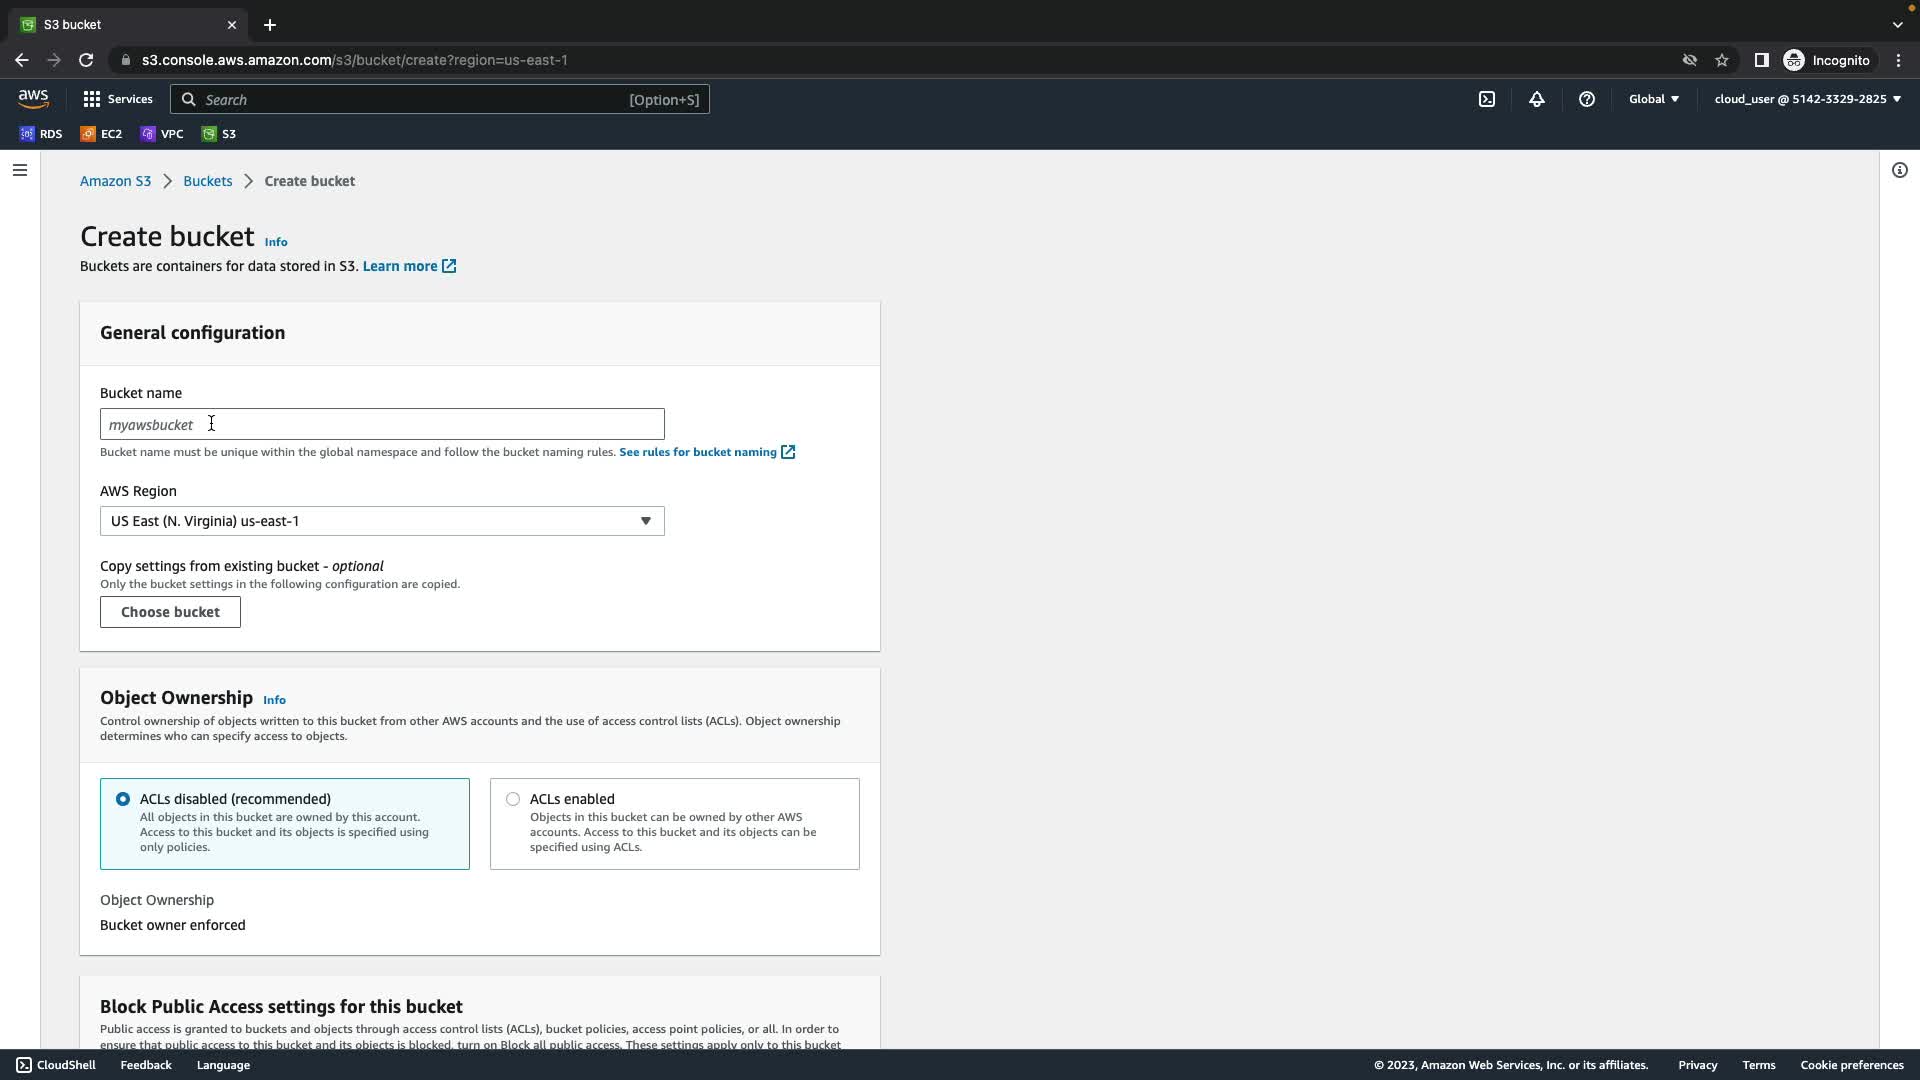 S3 bucket
s3.console.aws.amazon.com/s3/bucket/create?region=us-east-1
Incognito
aws
Services
Search
[Option+S]
Global
cloud_user @ 5142-3329-2825
RDS
EC2
VPC
S3
Amazon S3 > Buckets > Create bucket
Create bucket Info
Buckets are containers for data stored in S3. Learn more
General configuration
Bucket name
myawsbucket
Bucket name must be unique within the global namespace and follow the bucket naming rules. See rules for bucket naming
AWS Region
US East (N. Virginia) us-east-1
Copy settings from existing bucket - optional
Only the bucket settings in the following configuration are copied.
Choose bucket
Object Ownership Info
Control ownership of objects written to this bucket from other AWS accounts and the use of access control lists (ACLs). Object ownership
determines who can specify access to objects.
ACLs disabled (recommended)
All objects in this bucket are owned by this account.
Access to this bucket and its objects is specified using
only policies.
ACLs enabled
Objects in this bucket can be owned by other AWS
accounts. Access to this bucket and its objects can be
specified using ACLs.
Object Ownership
Bucket owner enforced
Block Public Access settings for this bucket
Public access is granted to buckets and objects through access control lists (ACLs), bucket policies, access point policies, or all. In order to
ensure that public access to this bucket and its objects is blocked, turn on Block all public access. These settings apply only to this bucket
CloudShell
Feedback
Language
© 2023, Amazon Web Services, Inc. or its affiliates.
Privacy
Terms
Cookie preferences